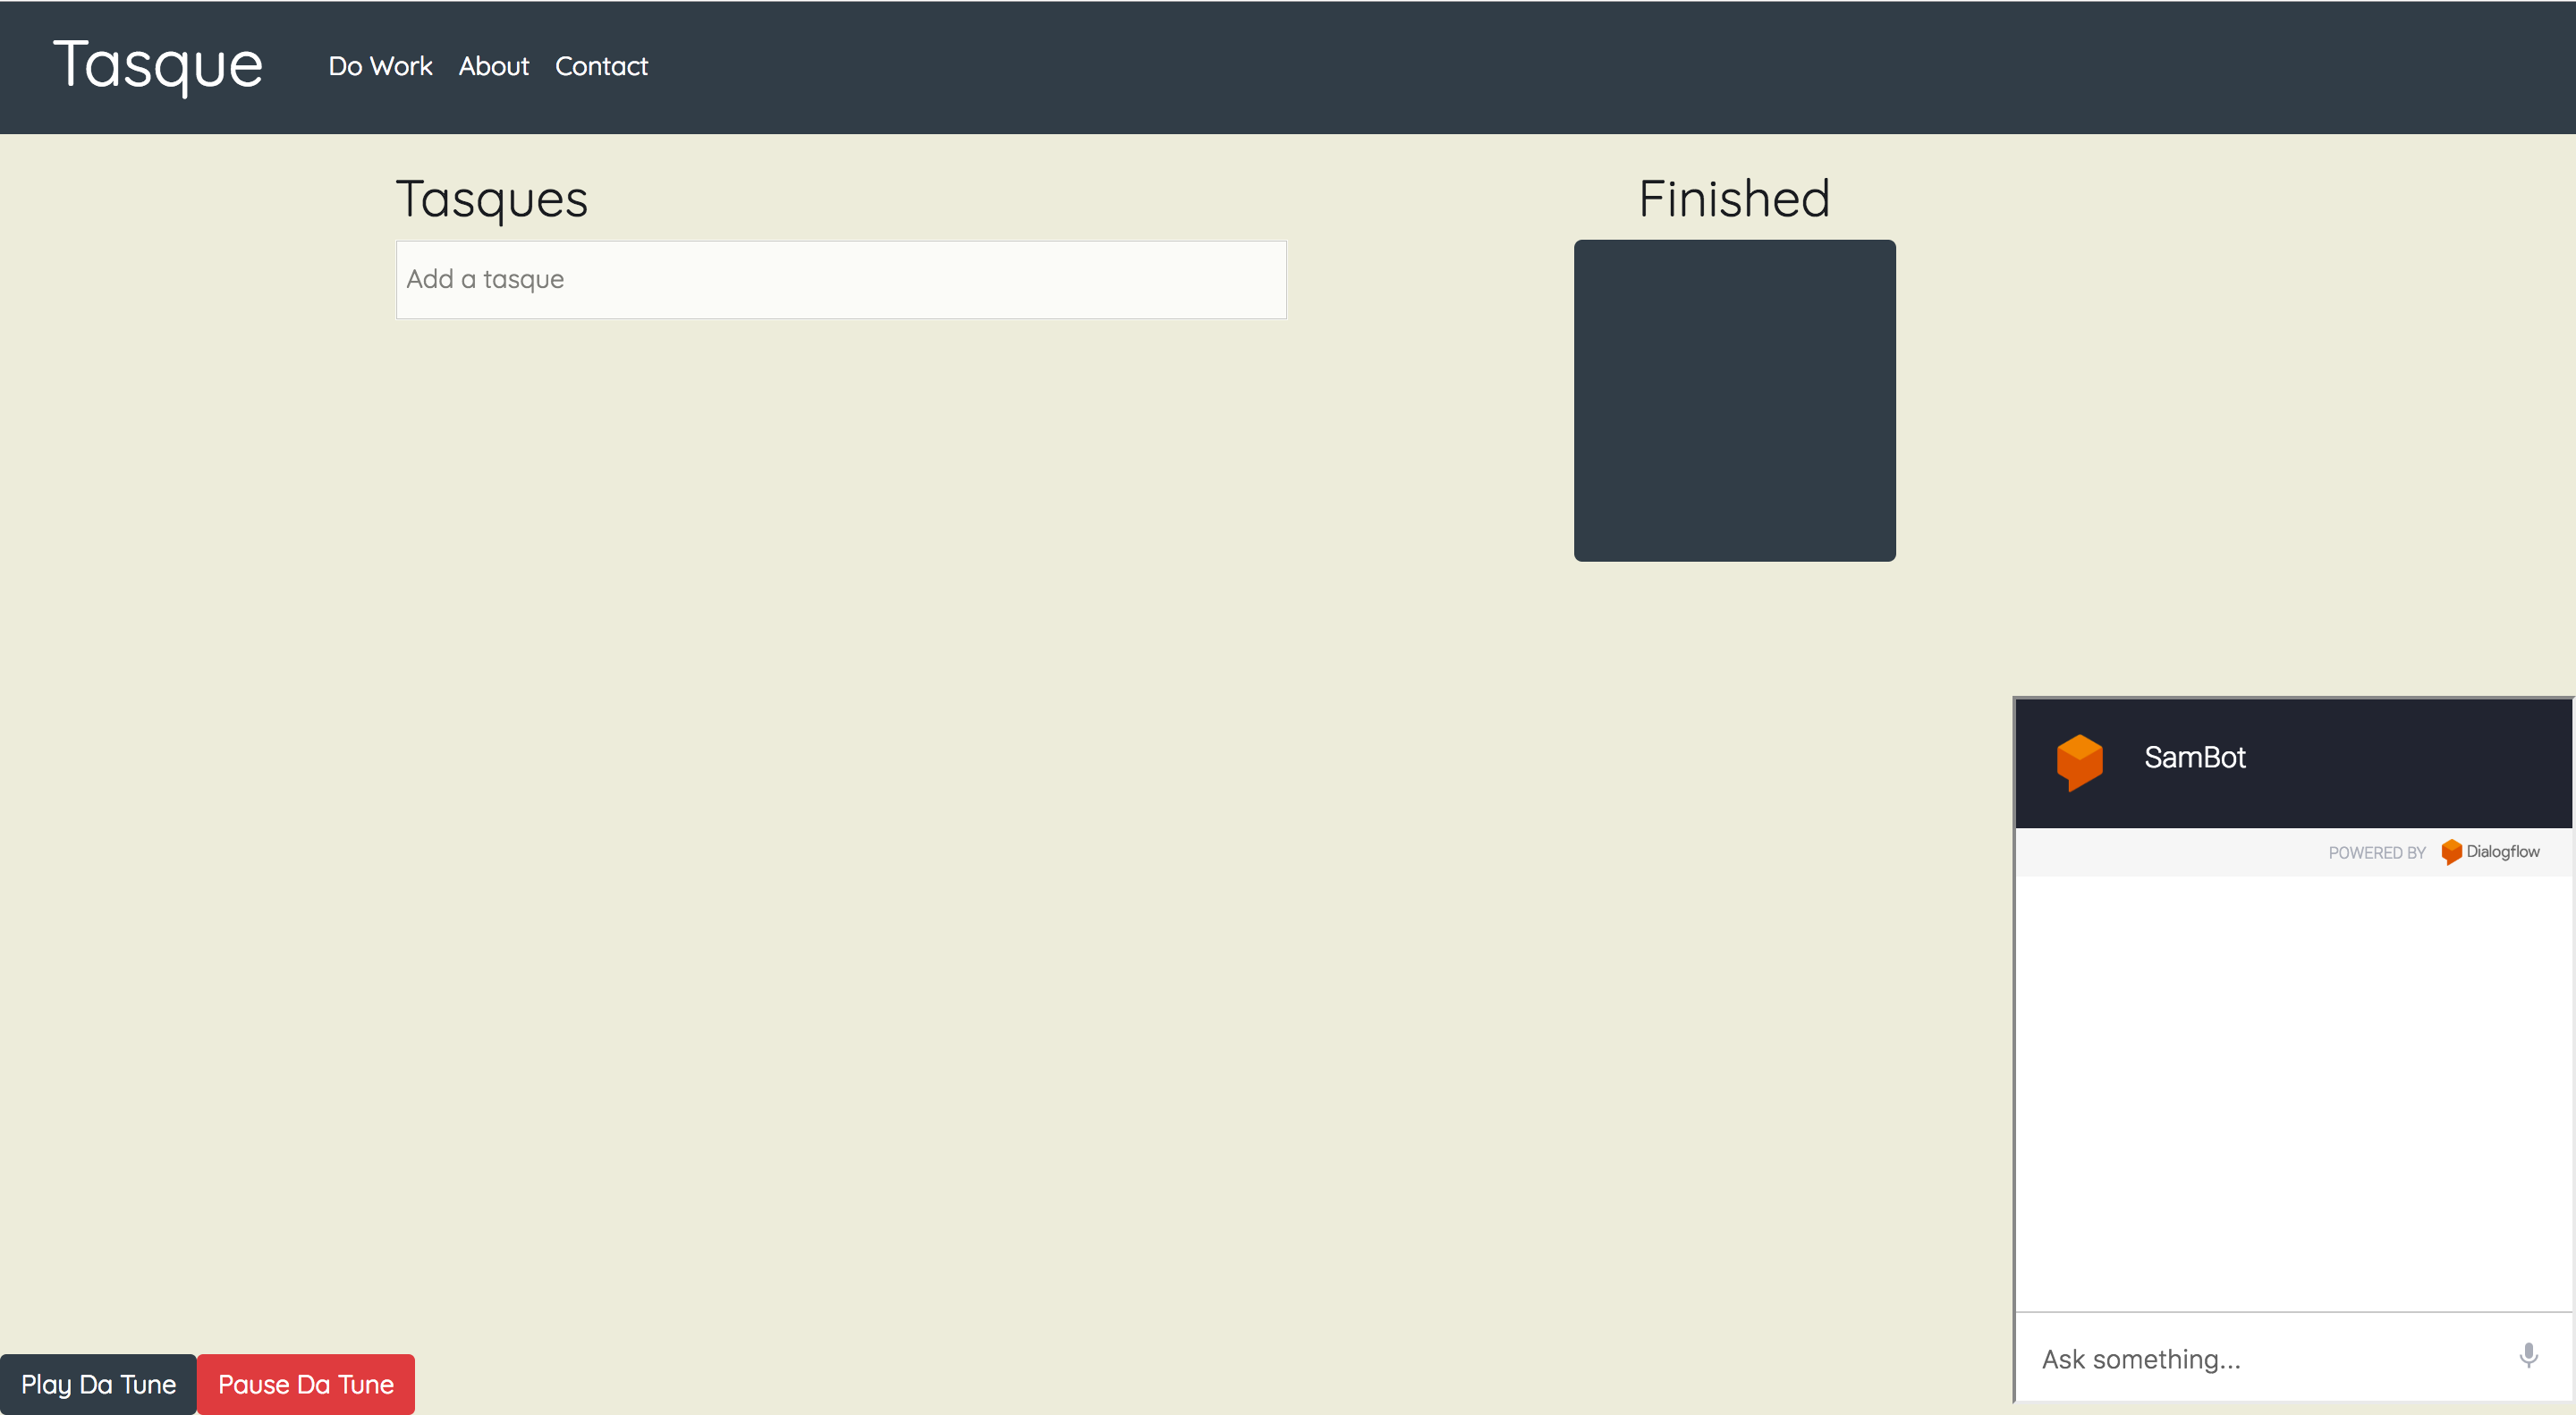 Tasque
Do Work
About
Contact
Tasques
Add a tasque
Finished
SamBot
POWERED BY Dialogflow
Ask something...
Play Da Tune
Pause Da Tune